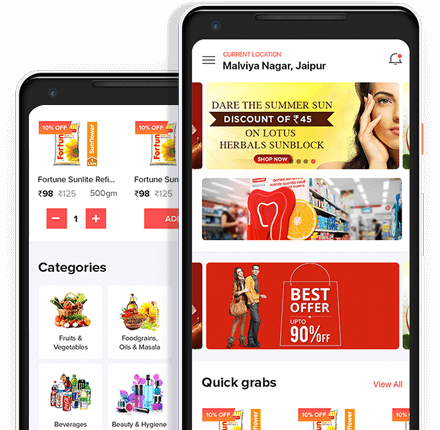 10% OFF
Fortune
Sunflower
10% OFF
Fortune
Fortune Sunlite Refi...
Fortune Sun
₹98 ₹125 500gm
₹98 ₹125
1
ADD
Categories
Fruits &
Vegetables
Foodgrains,
Oils & Masala
Beverages
Beauty & Hygiene
CURRENT LOCATION
Malviya Nagar, Jaipur
DARE THE SUMMER SUN
DISCOUNT OF ₹45
ON LOTUS
HERBALS SUNBLOCK
SHOP NOW
BEST
OFFER
UPTO
90%OFF
Quick grabs
View All
10% OFF
10% OFF
10% OFF